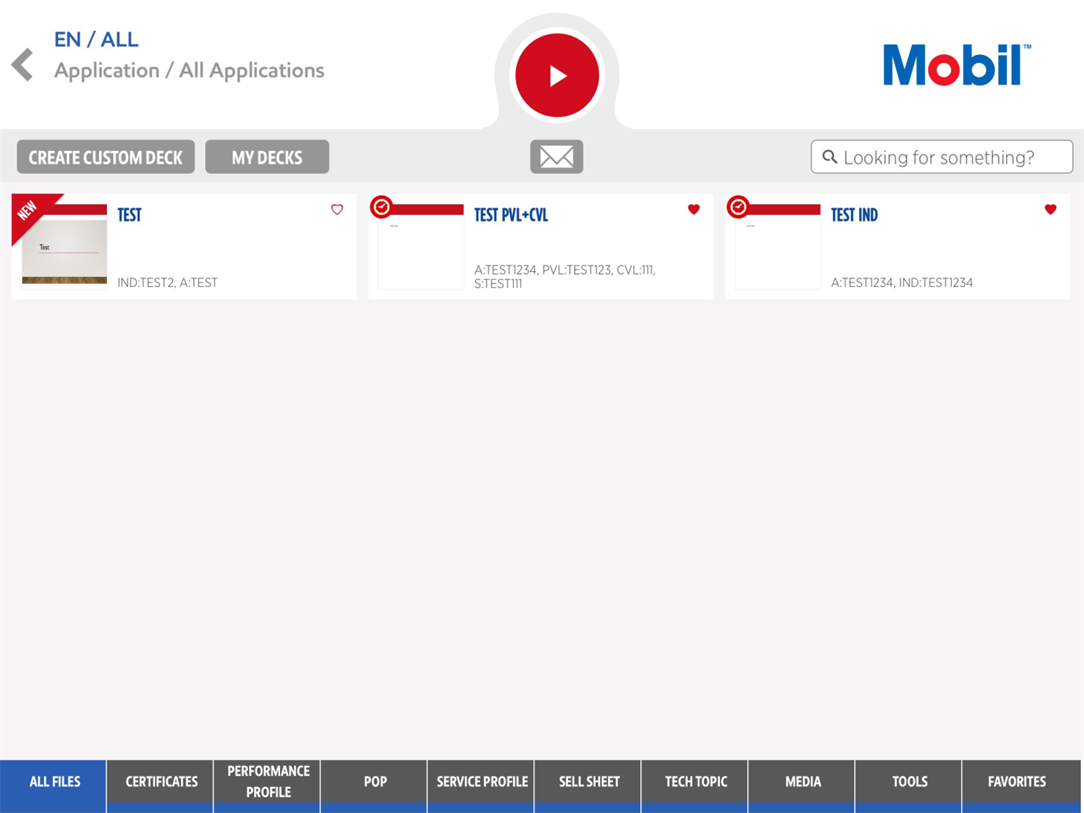 EN / ALL
Application / All Applications
Mobil™
CREATE CUSTOM DECK
MY DECKS
Looking for something?
NEW
Test
TEST
IND:TEST2, A:TEST
TEST PVL+CVL
A:TEST1234, PVL:TEST123, CVL:111,
S:TEST111
TEST IND
A:TEST1234, IND:TEST1234
ALL FILES
CERTIFICATES
PERFORMANCE
PROFILE
POP
SERVICE PROFILE
SELL SHEET
TECH TOPIC
MEDIA
TOOLS
FAVORITES